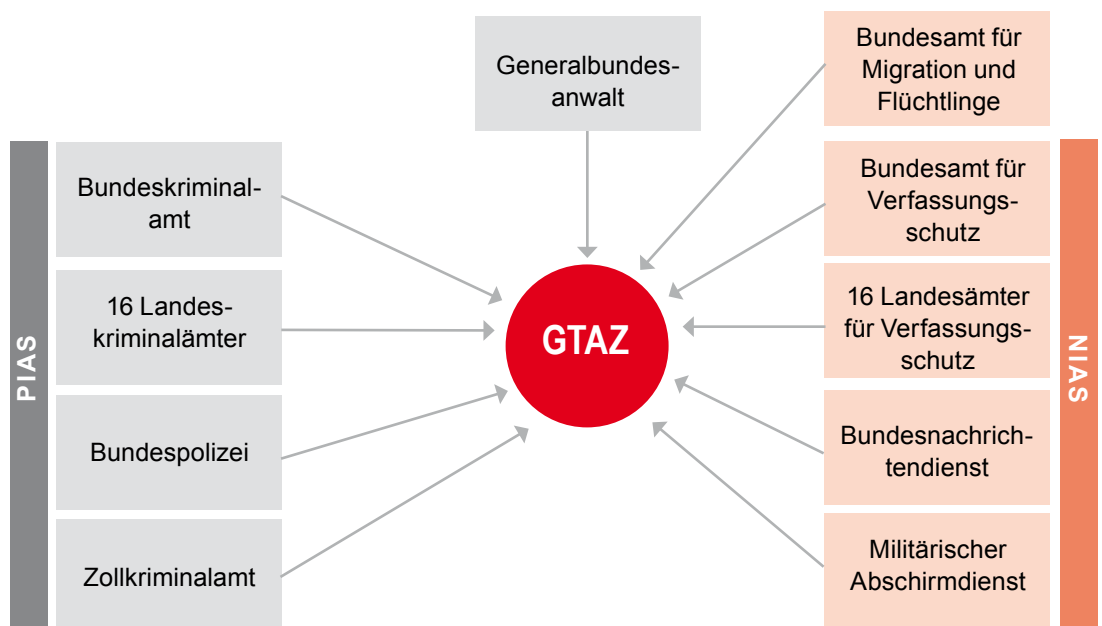 Generalbundes-
anwalt
Bundesamt für
Migration und
Flüchtlinge
PIAS
Bundeskriminal-
amt
16 Landes-
kriminalämter
Bundespolizei
Zollkriminalamt
GTAZ
Bundesamt für
Verfassungs-
schutz
16 Landesämter
für Verfassungs-
schutz
Bundesnachrich-
tendienst
Militärischer
Abschirmdienst
NIAS